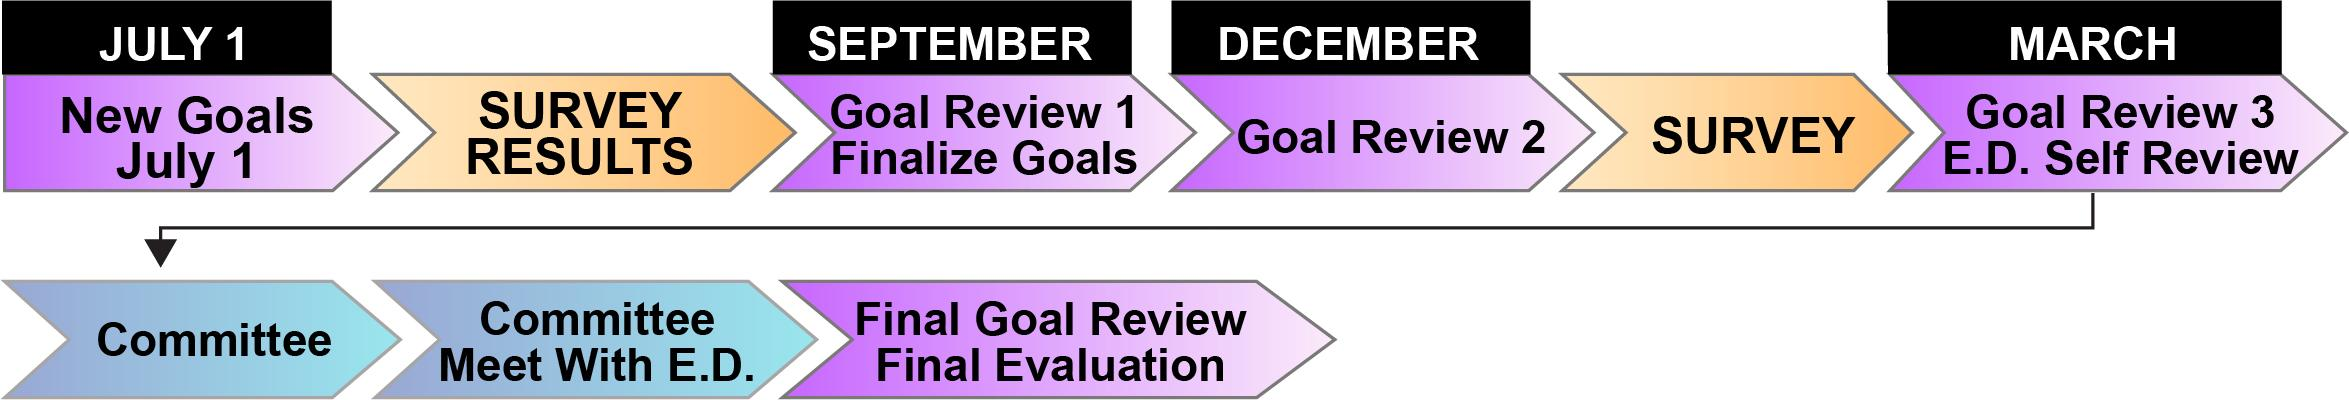 JULY 1
New Goals
July 1
SURVEY
RESULTS
SEPTEMBER
Goal Review 1
Finalize Goals
DECEMBER
Goal Review 2
SURVEY
MARCH
Goal Review 3
E.D. Self Review
Committee
Committee
Meet With E.D.
Final Goal Review
Final Evaluation